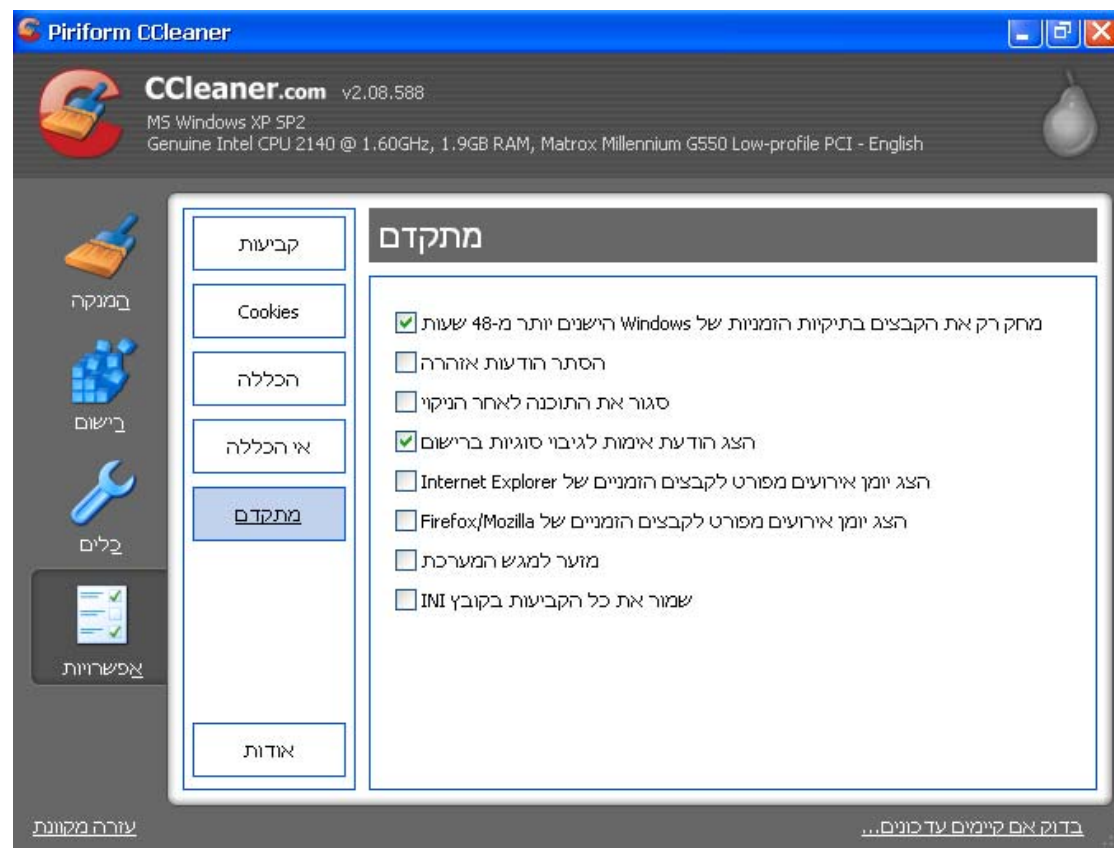 Piriform CCleaner
CCleaner.com v2.08.588
MS Windows XP SP2
Genuine Intel CPU 2140 @ 1.60GHz, 1.9GB RAM, Matrox Millennium G550 Low-profile PCI - English
המנקה
רישום
כלים
אפשרויות
קביעות
Cookies
הכללה
אי הכללה
מתקדם
אודות
מתקדם
מחק רק את הקבצים בתיקיות הזמניות של Windows הישנים יותר מ-48 שעות
הסתר הודעות אזהרה
סגור את התוכנה לאחר הניקוי
הצג הודעת אימות לגיבוי סוגיות ברישום
הצג יומן אירועים מפורט לקבצים הזמניים של Internet Explorer
הצג יומן אירועים מפורט לקבצים הזמניים של Firefox/Mozilla
מזער למגש המערכת
שמור את כל הקביעות בקובץ INI
עזרה מקוונת
בדוק אם קיימים עדכונים...